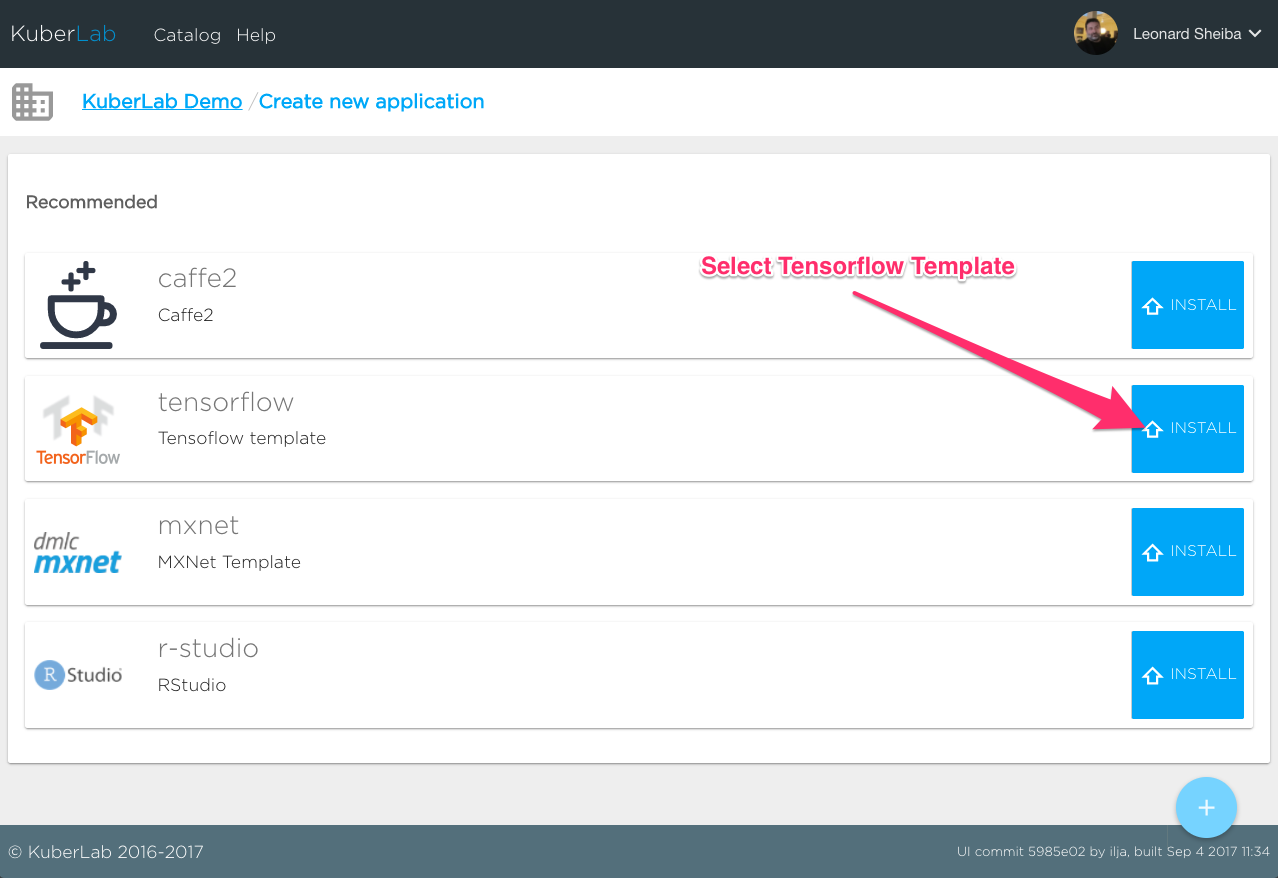 KuberLab Catalog Help Leonard Sheiba
KuberLab Demo / Create new application
Recommended
caffe2
Caffe2
Select Tensorflow Template
INSTALL
tensorflow
Tensoflow template
TensorFlow
INSTALL
mxnet
MXNet Template
dmlc
mxnet
INSTALL
r-studio
RStudio
R Studio
INSTALL
+
© KuberLab 2016-2017
UI commit 5985e02 by ilja, built Sep 4 2017 11:34